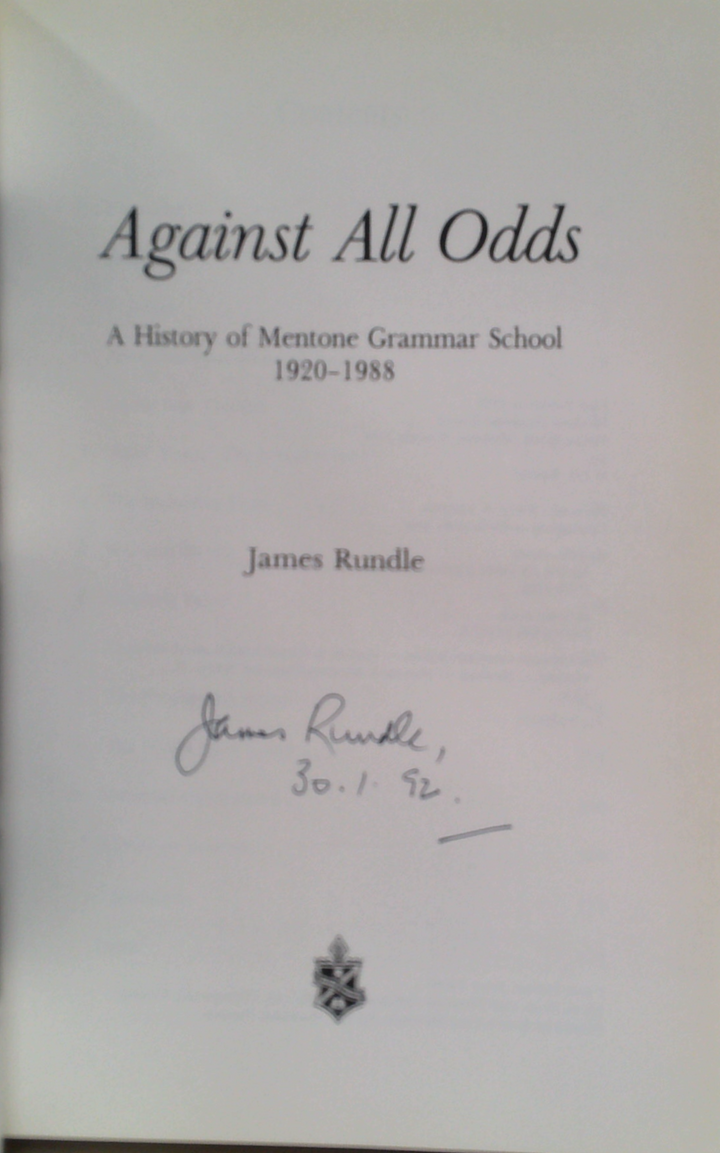 Against All Odds
A History of Mentone Grammar School
1920–1988
James Rundle
James Rundle,
30.1.92.